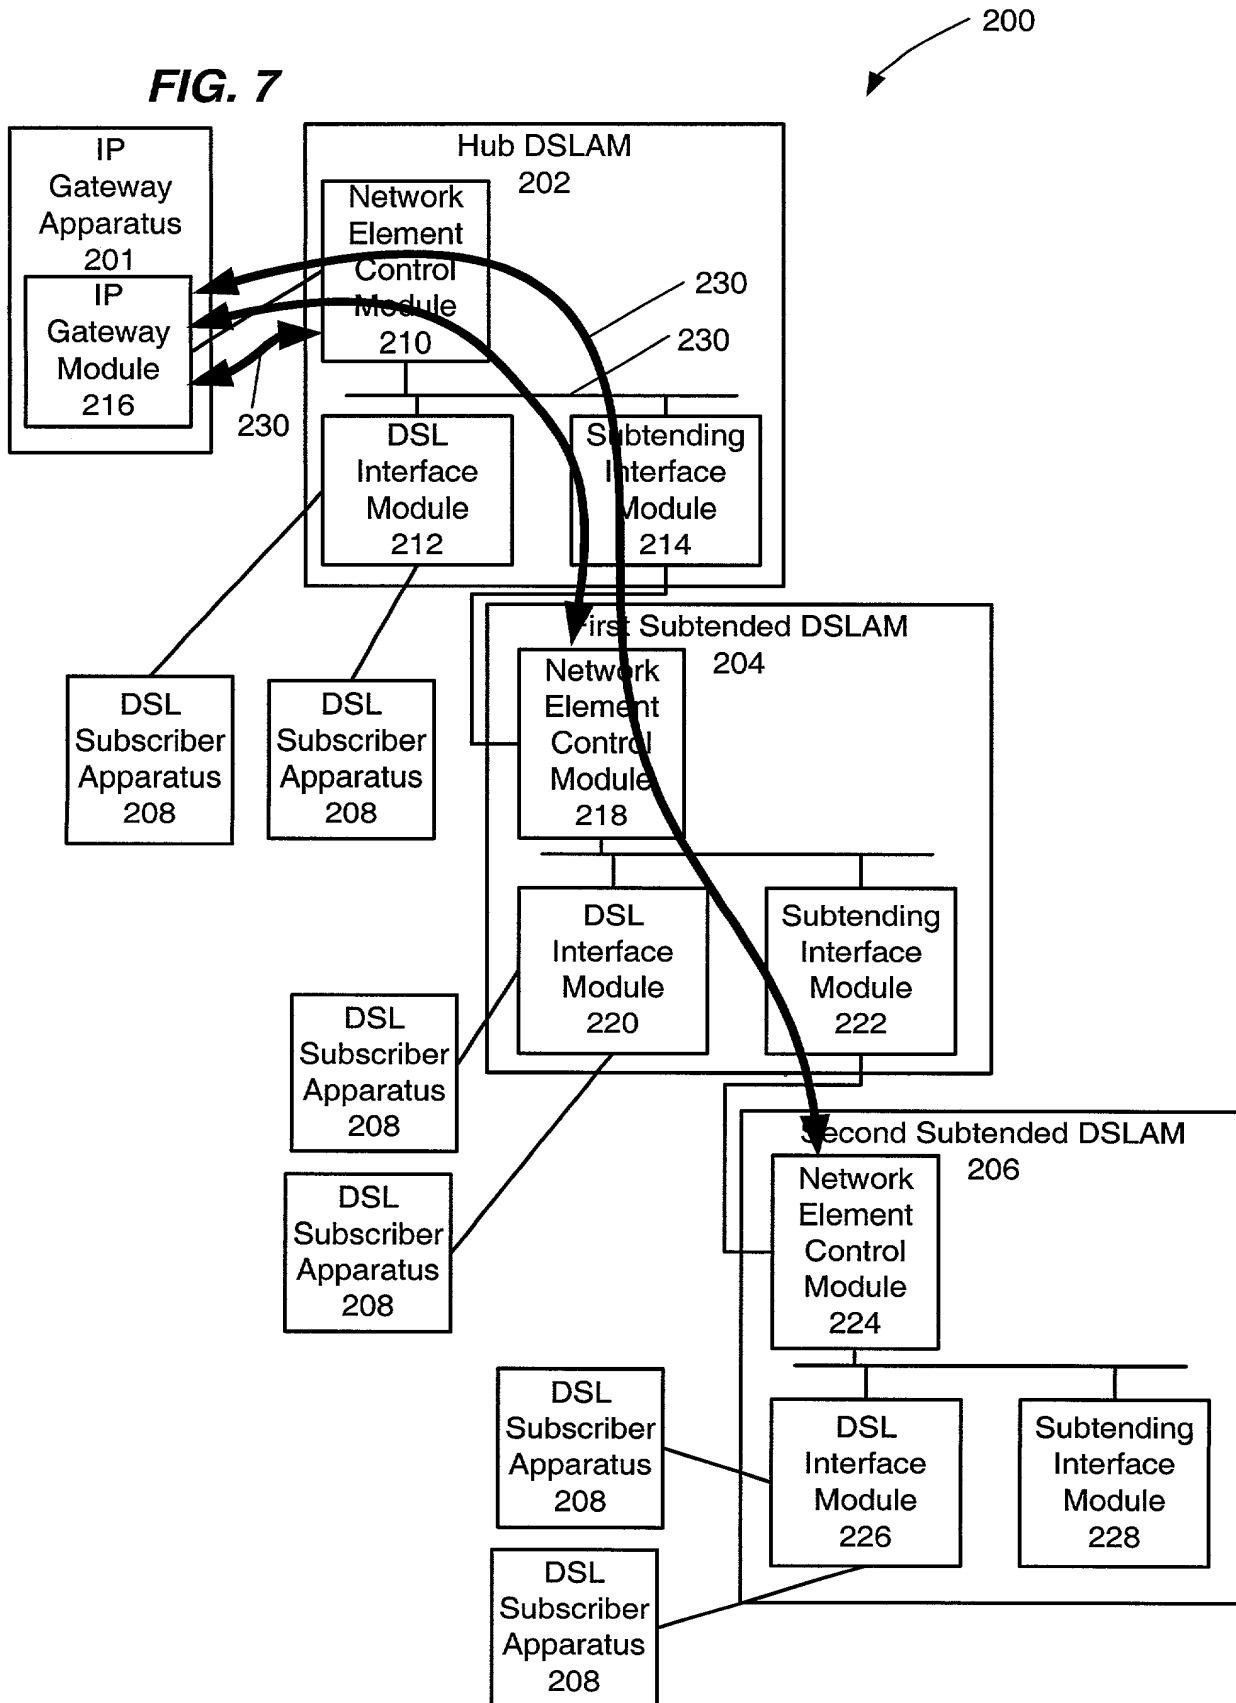 200
FIG. 7
IP
Gateway
Apparatus
201
IP
Gateway
Module
216
Hub DSLAM
202
Network
Element
Control
Module
210
230
230
230
DSL
Interface
Module
212
Subtending
Interface
Module
214
First Subtended DSLAM
204
Network
Element
Control
Module
218
DSL
Subscriber
Apparatus
208
DSL
Subscriber
Apparatus
208
DSL
Interface
Module
220
Subtending
Interface
Module
222
DSL
Subscriber
Apparatus
208
DSL
Subscriber
Apparatus
208
Second Subtended DSLAM
206
Network
Element
Control
Module
224
DSL
Interface
Module
226
Subtending
Interface
Module
228
DSL
Subscriber
Apparatus
208
DSL
Subscriber
Apparatus
208